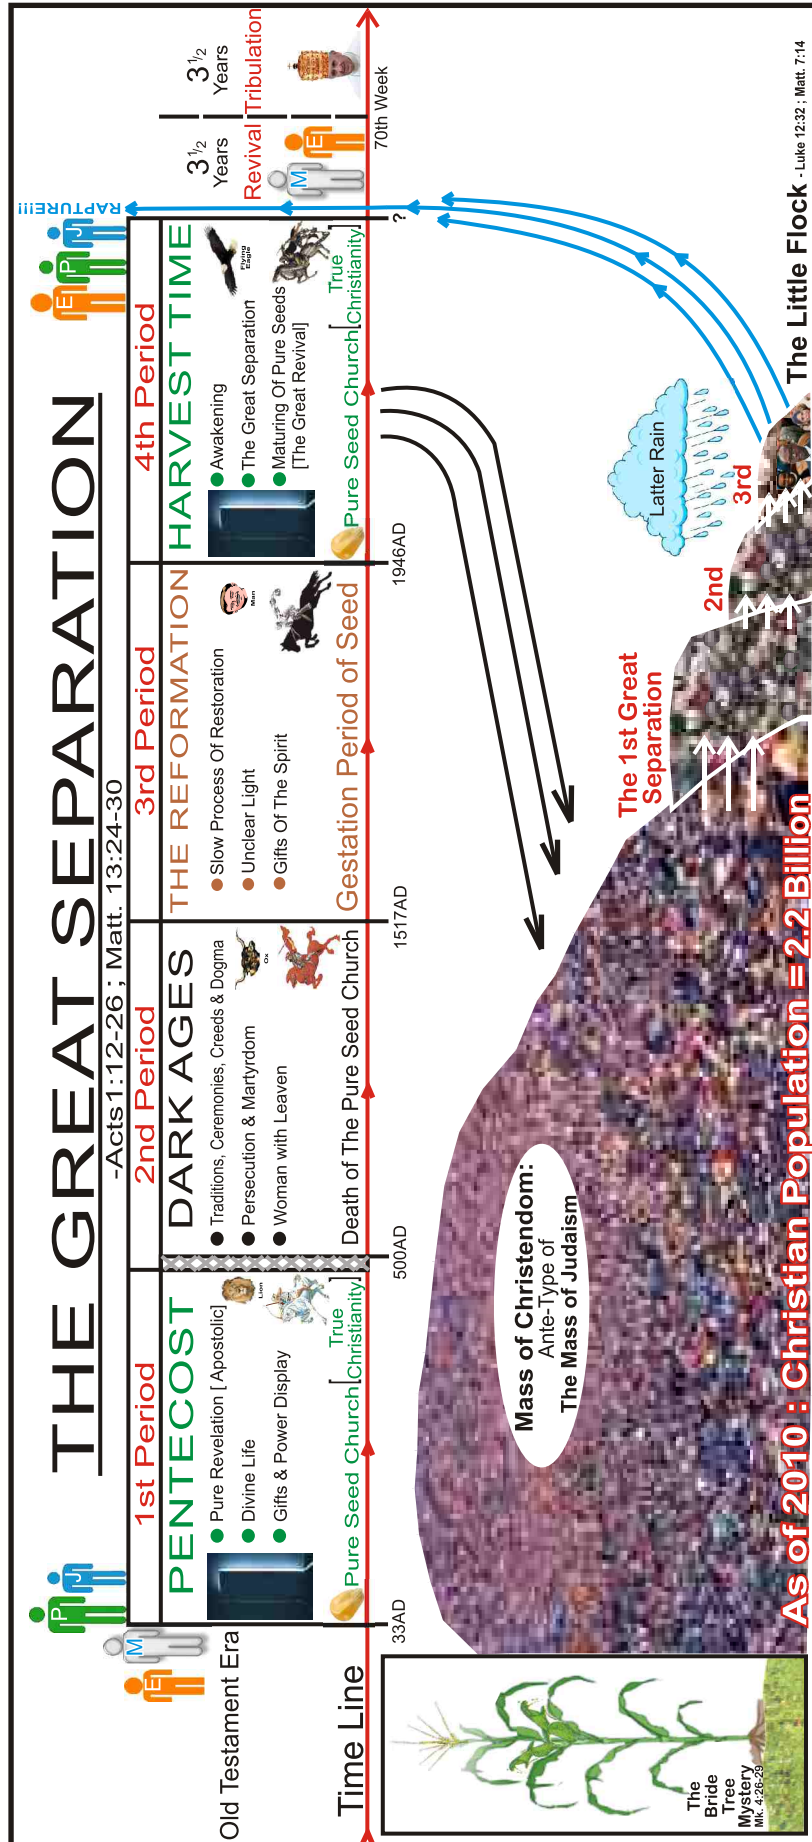 THE GREAT SEPARATION
-Acts1:12-26 ; Matt. 13:24-30
P
J
M
E
Old Testament Era
Time Line
1st Period
PENTECOST
Pure Revelation [ Apostolic]
Divine Life
Gifts & Power Display
Lion
Pure Seed Church[True Christianity]
33AD
2nd Period
DARK AGES
Traditions, Ceremonies, Creeds & Dogma
Persecution & Martyrdom
Woman with Leaven
Ox
Death of The Pure Seed Church
500AD
3rd Period
THE REFORMATION
Slow Process Of Restoration
Unclear Light
Gifts Of The Spirit
Man
Gestation Period of Seed
1517AD
4th Period
HARVEST TIME
Awakening
The Great Separation
Maturing Of Pure Seeds
[The Great Revival]
Flying
Eagle
Pure Seed Church[True Christianity]
1946AD
?
E
P
J
RAPTURE!!!
3 1/2
Years
Revival
M
E
3 1/2
Years
Tribulation
70th Week
The
Bride
Tree
Mystery
Mk. 4:26-29
Mass of Christendom:
Ante-Type of
The Mass of Judaism
The 1st Great
Separation
2nd
3rd
Latter Rain
The Little Flock - Luke 12:32 ; Matt. 7:14
As of 2010 : Christian Population = 2.2 Billion